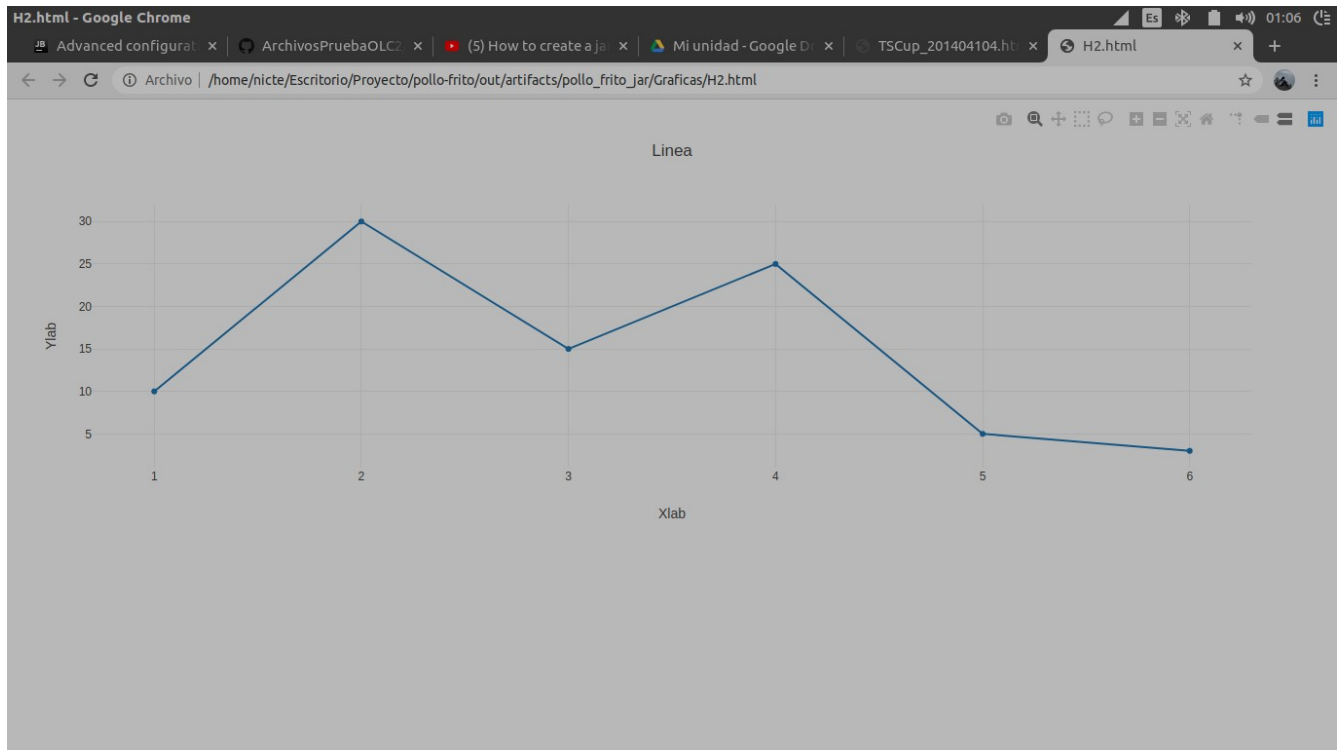 H2.html - Google Chrome
Es 01:06
JB Advanced configurat ArchivosPruebaOLC2 (5) How to create a ja Mi unidad - Google Dr TSCup_201404104.ht H2.html
Archivo | /home/nicte/Escritorio/Proyecto/pollo-frito/out/artifacts/pollo_frito_jar/Graficas/H2.html
Linea
30
25
20
15
10
5
Ylab
1 2 3 4 5 6
Xlab